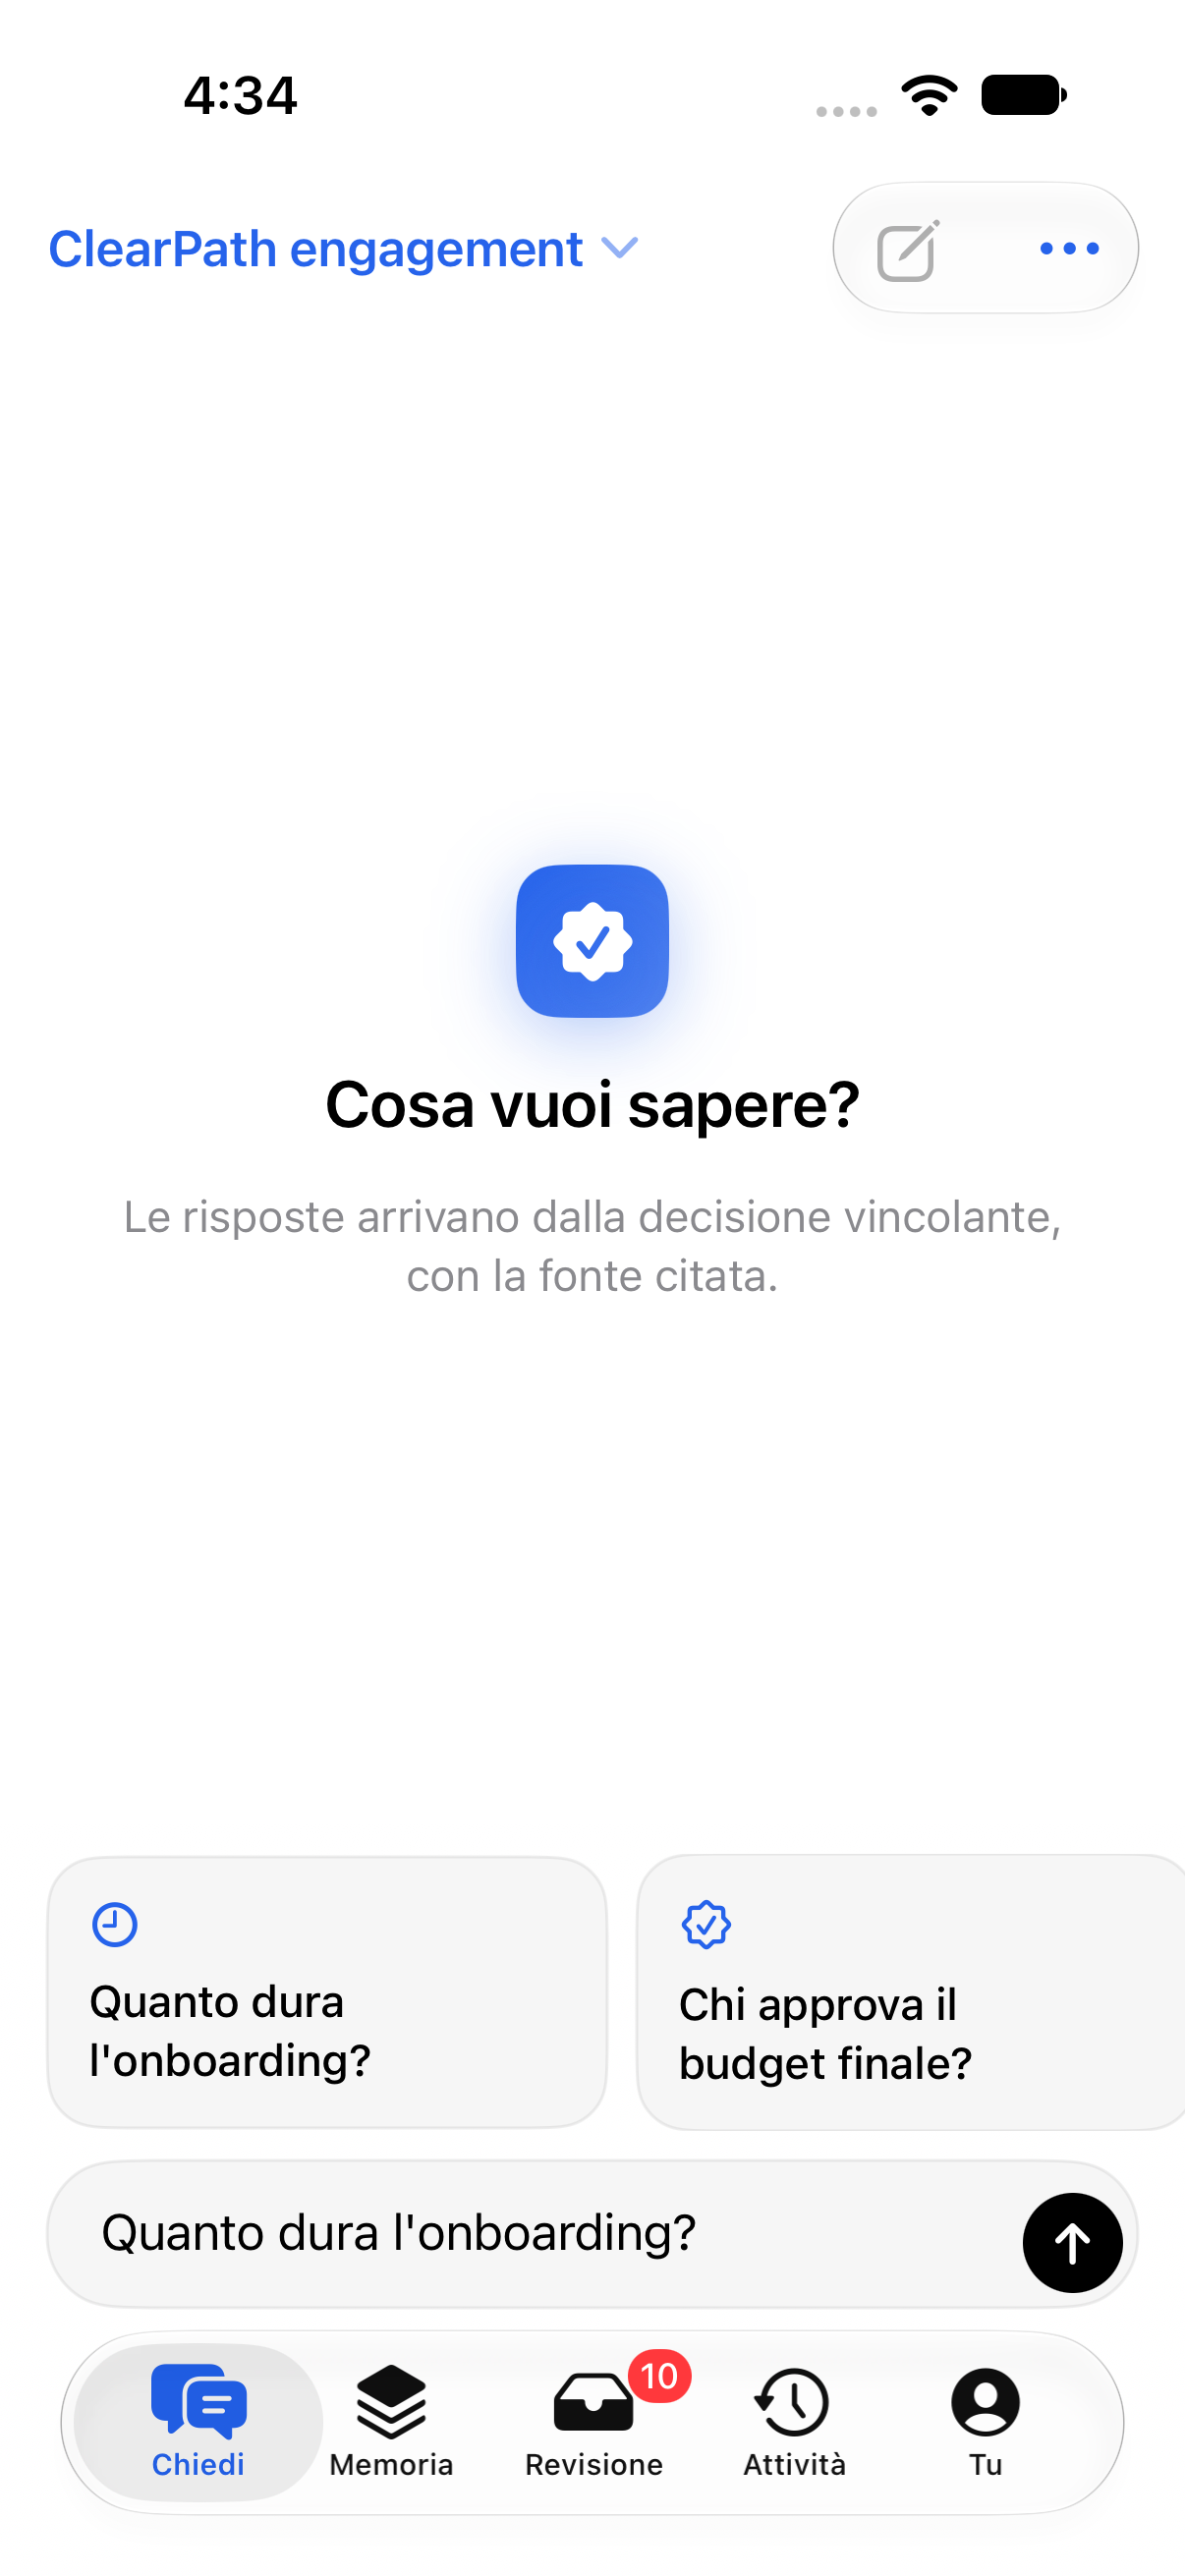 4:34
ClearPath engagement
Cosa vuoi sapere?
Le risposte arrivano dalla decisione vincolante,
con la fonte citata.
Quanto dura
l'onboarding?
Chi approva il
budget finale?
Quanto dura l'onboarding?
10
Chiedi
Memoria
Revisione
Attività
Tu